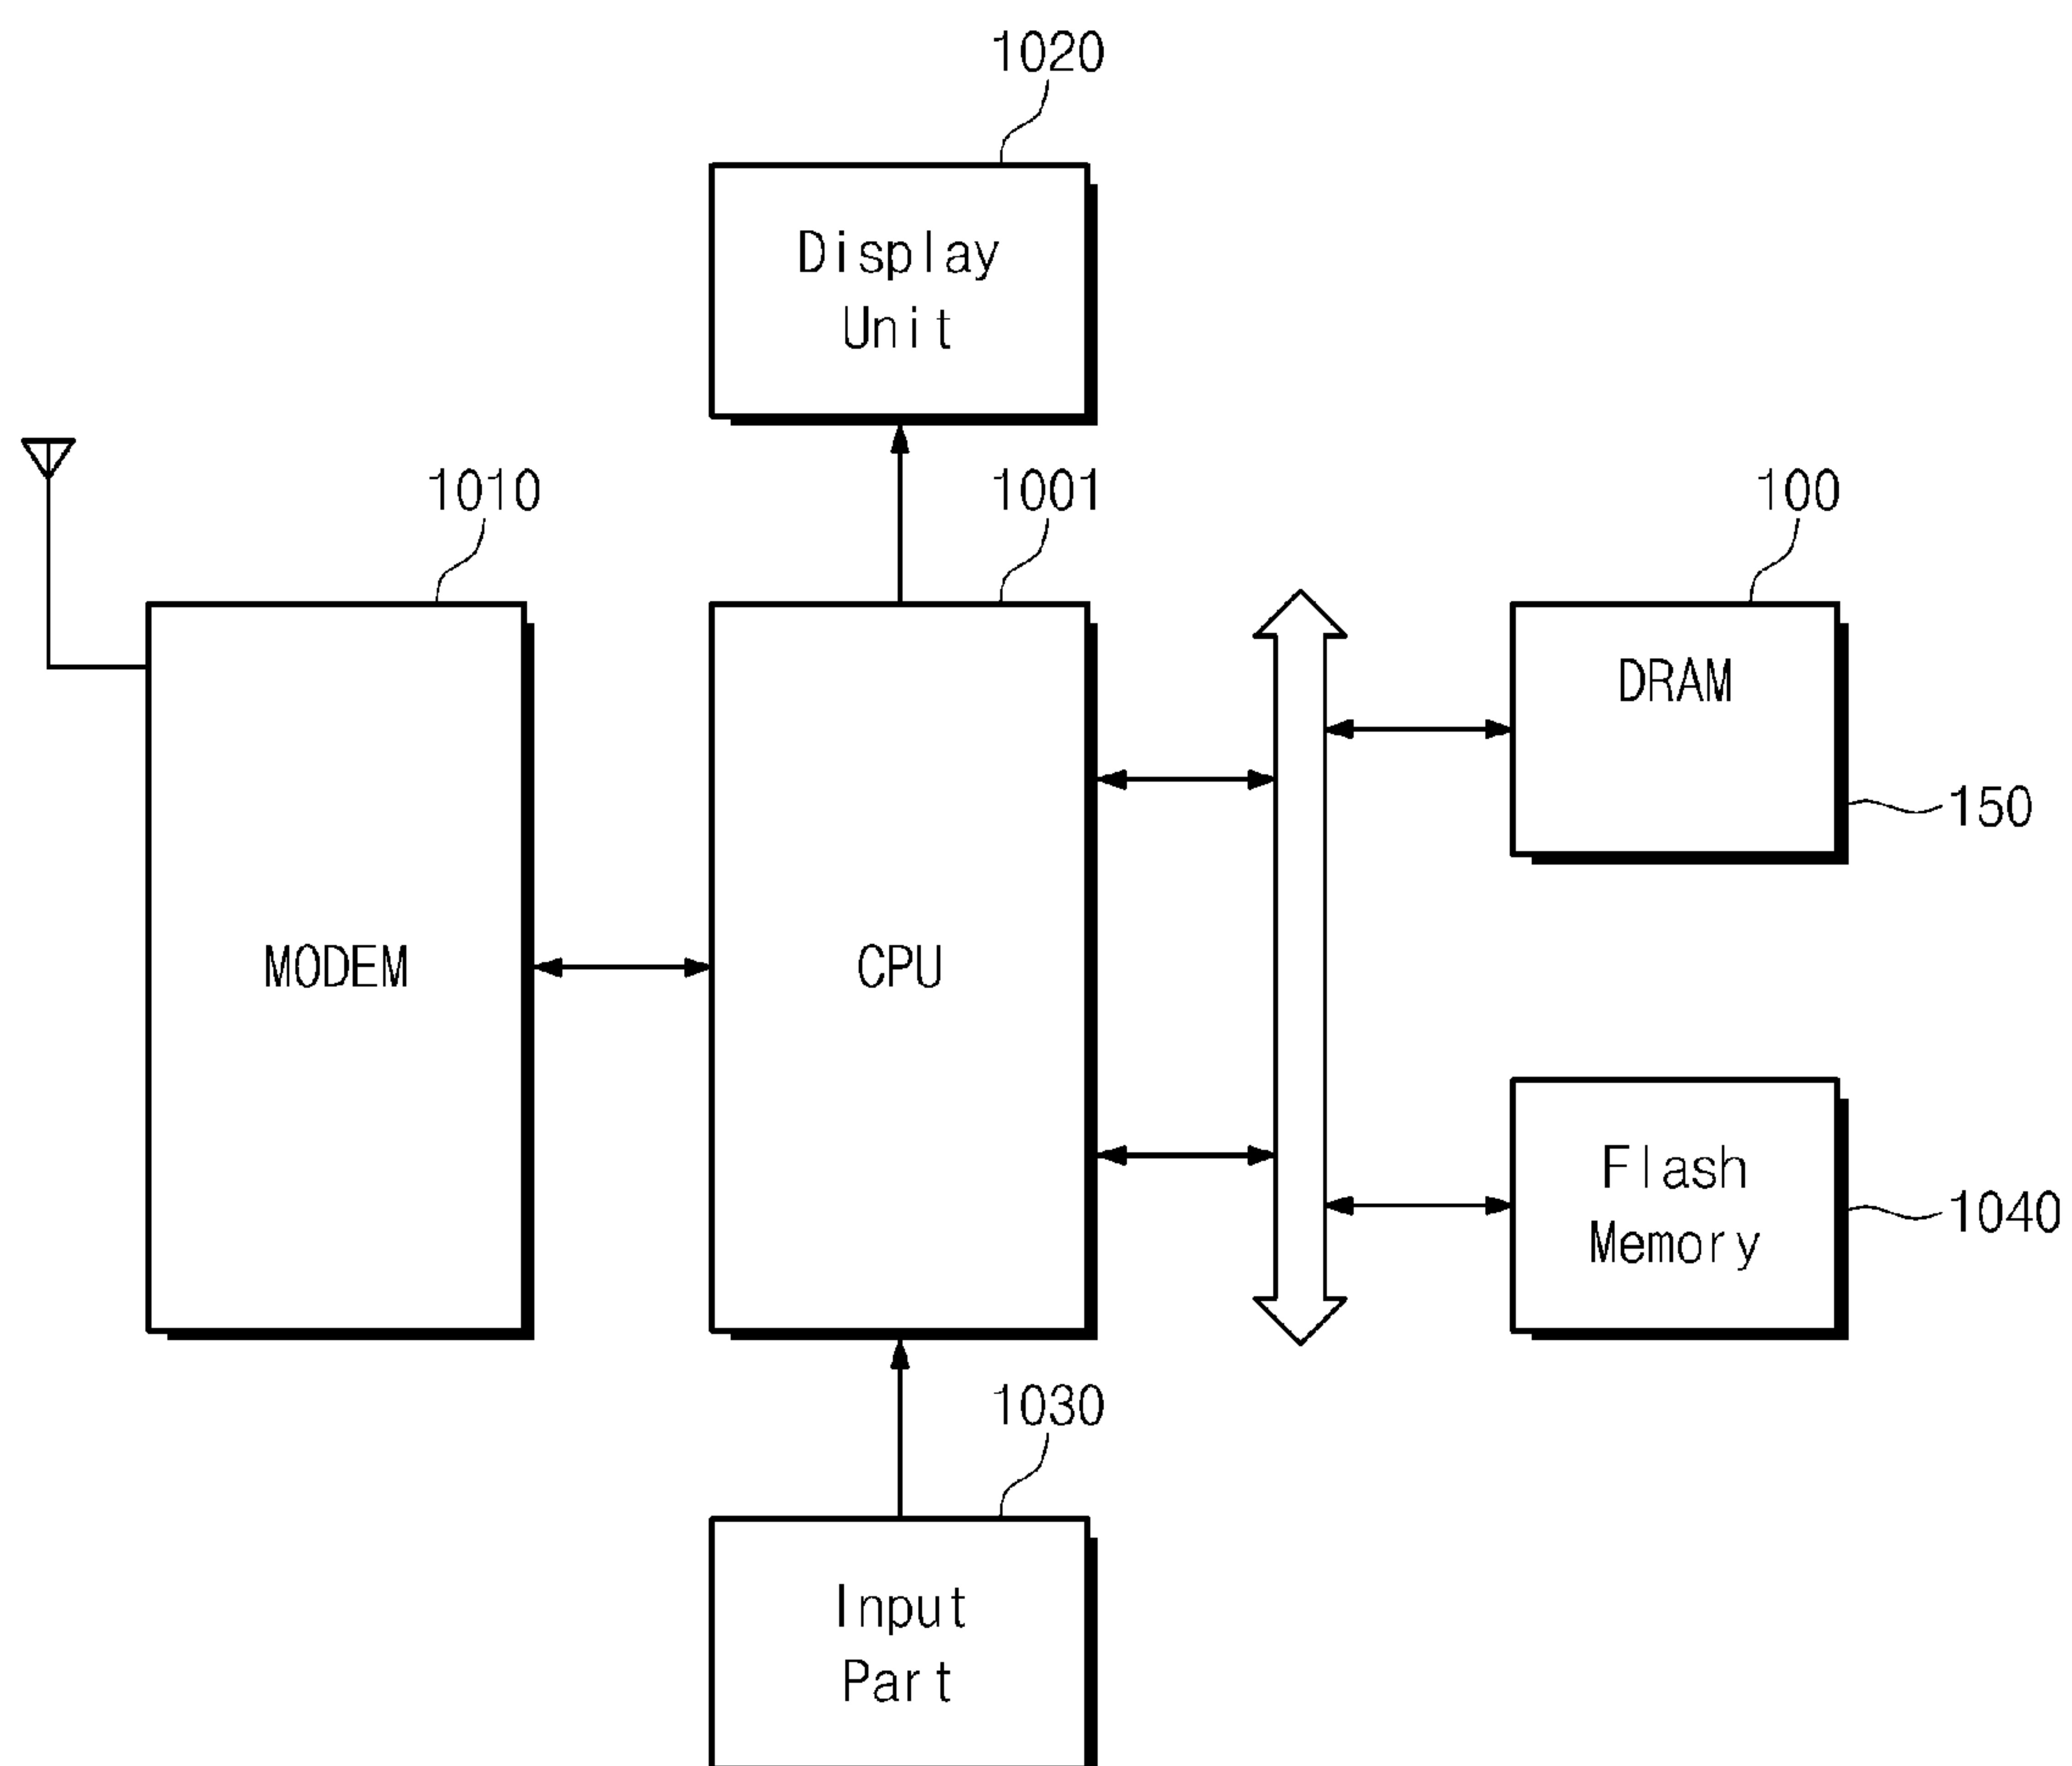 1020
Display
Unit
1010
1001
100
DRAM
150
MODEM
CPU
Flash
Memory
1040
1030
Input
Part